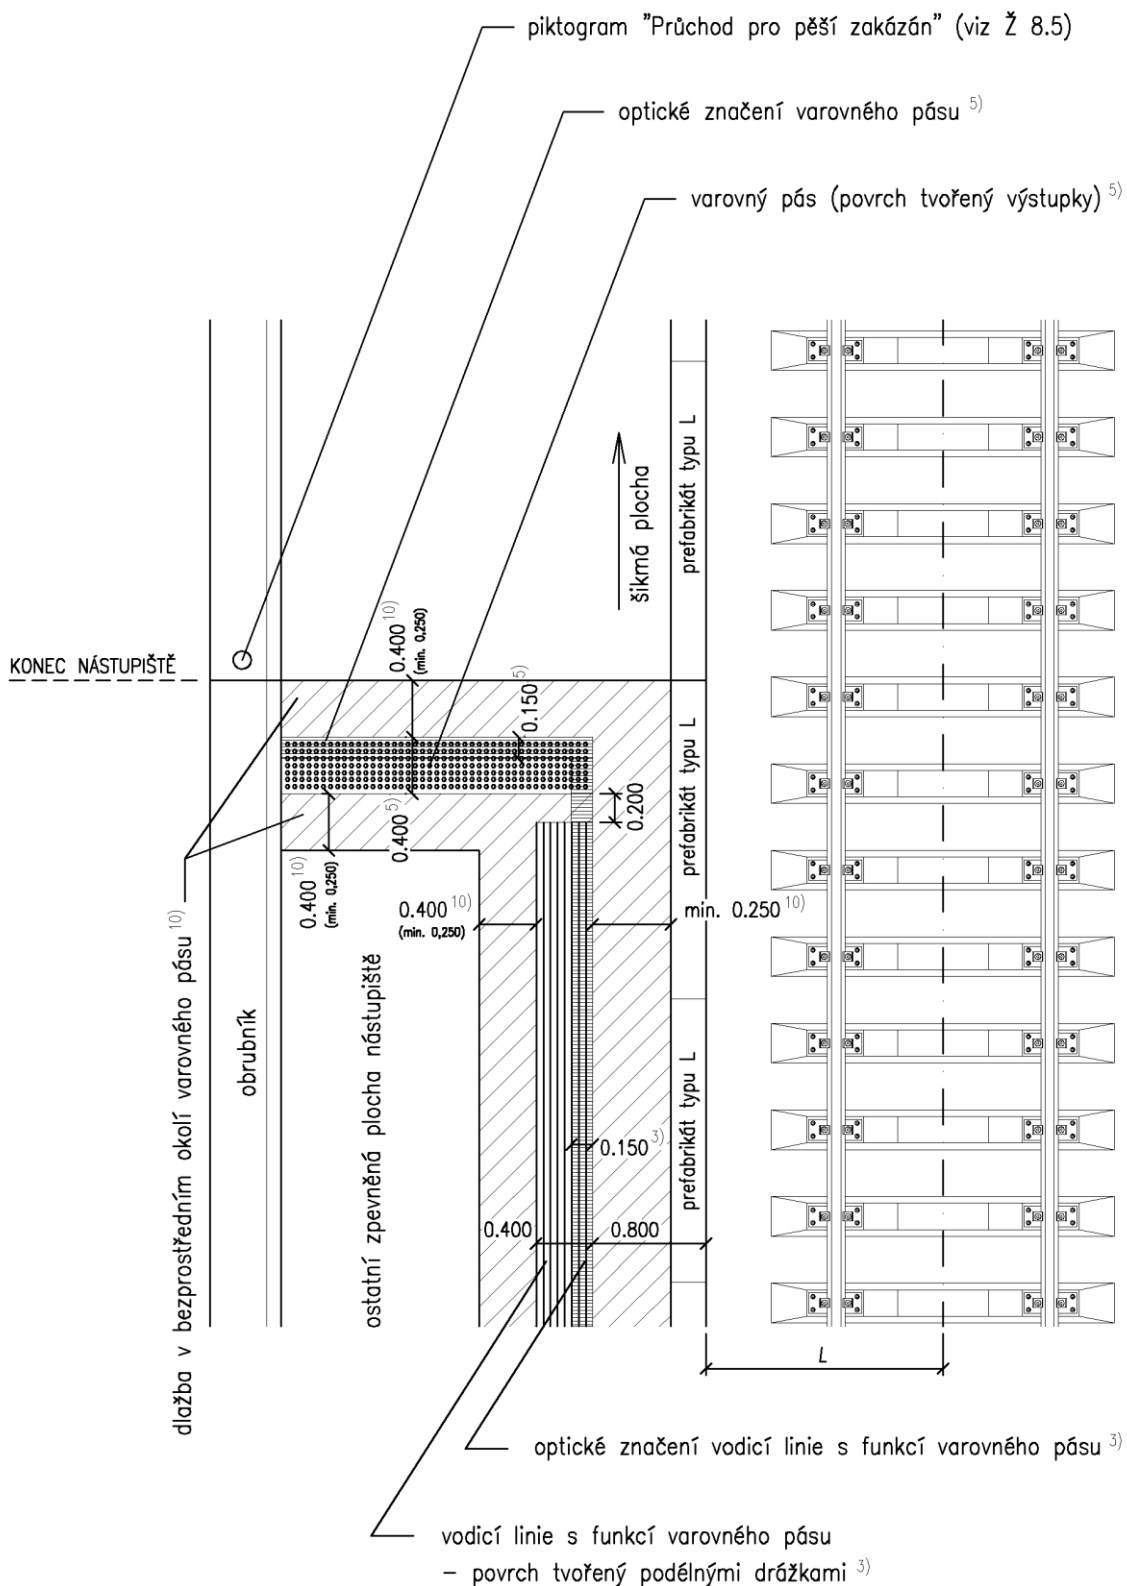 piktogram "Průchod pro pěší zakázán" (viz Ž 8.5)
optické značení varovného pásu 5)
varovný pás (povrch tvořený výstupky) 5)
prefabrikát typu L
šikmá plocha
0.400 10)
(min. 0,250)
KONEC NÁSTUPIŠTĚ
0.150 5)
prefabrikát typu L
0.200
0.400 5)
0.400 10)
(min. 0,250)
0.400 10)
(min. 0,250)
min. 0.250 10)
dlažba v bezprostředním okolí varovného pásu 10)
obrubník
ostatní zpevněná plocha nástupiště
prefabrikát typu L
0.150 3)
0.400
0.800
L
optické značení vodicí linie s funkcí varovného pásu 3)
vodicí linie s funkcí varovného pásu
– povrch tvořený podélnými drážkami 3)